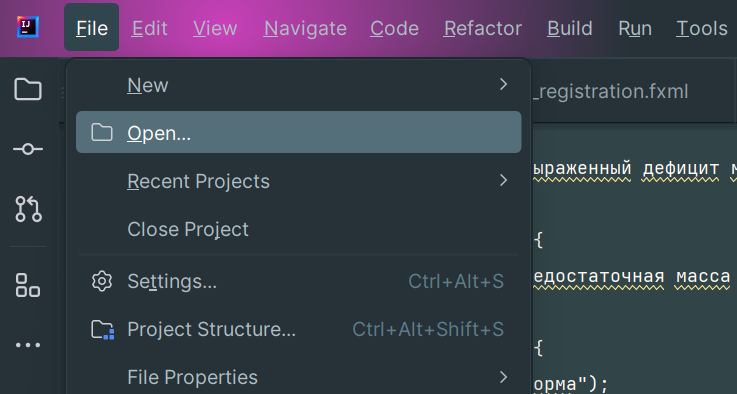 IJ
File Edit View Navigate Code Refactor Build Run Tools
New
_registration.fxml
Open...
Recent Projects
ыраженный дефицит
Close Project
{
Settings... Ctrl+Alt+S
едостаточная масса
Project Structure... Ctrl+Alt+Shift+S
{
File Properties
орма");